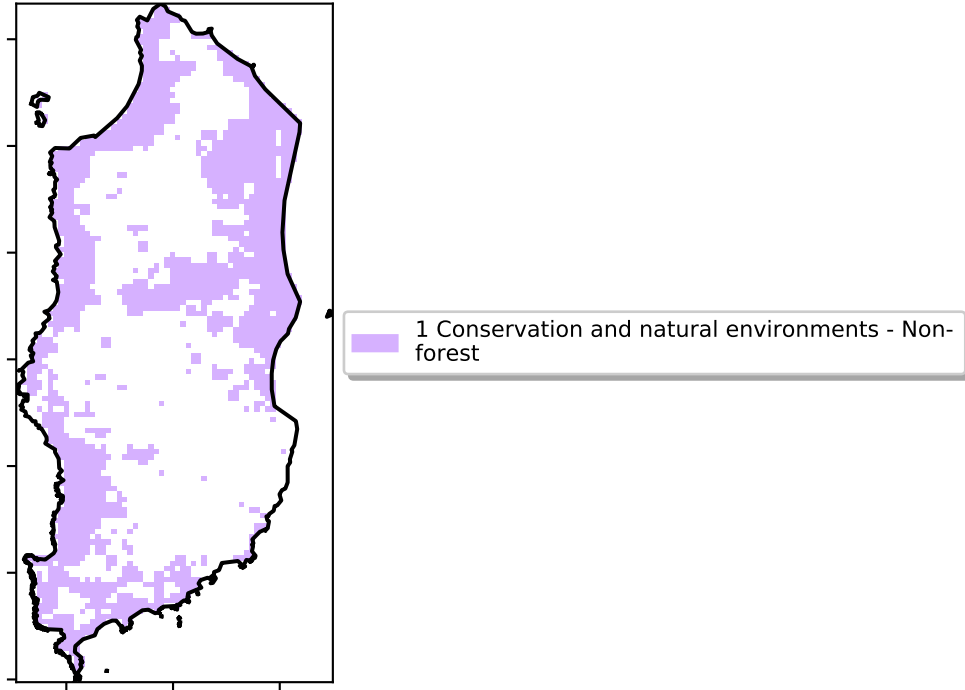 1 Conservation and natural environments - Non-
forest